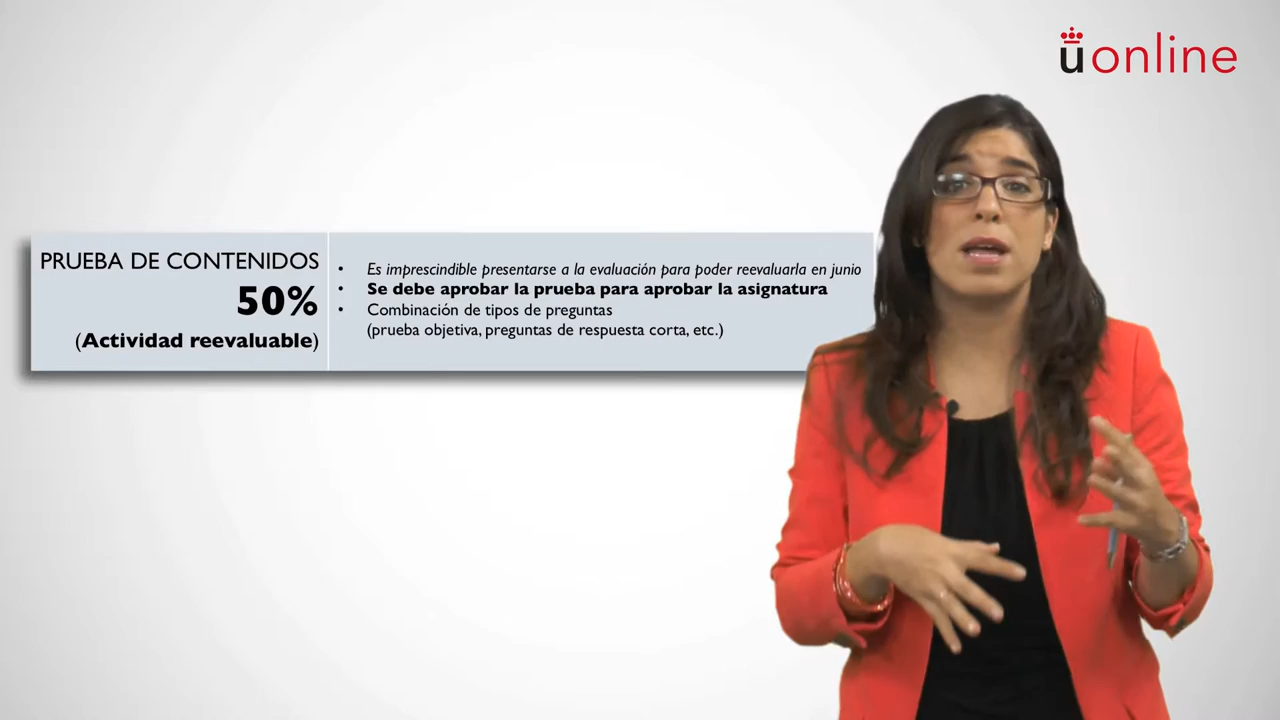 uonline
PRUEBA DE CONTENIDOS
50%
(Actividad reevaluable)
• Es imprescindible presentarse a la evaluación para poder reevaluarla en junio
• Se debe aprobar la prueba para aprobar la asignatura
• Combinación de tipos de preguntas
(prueba objetiva, preguntas de respuesta corta, etc.)